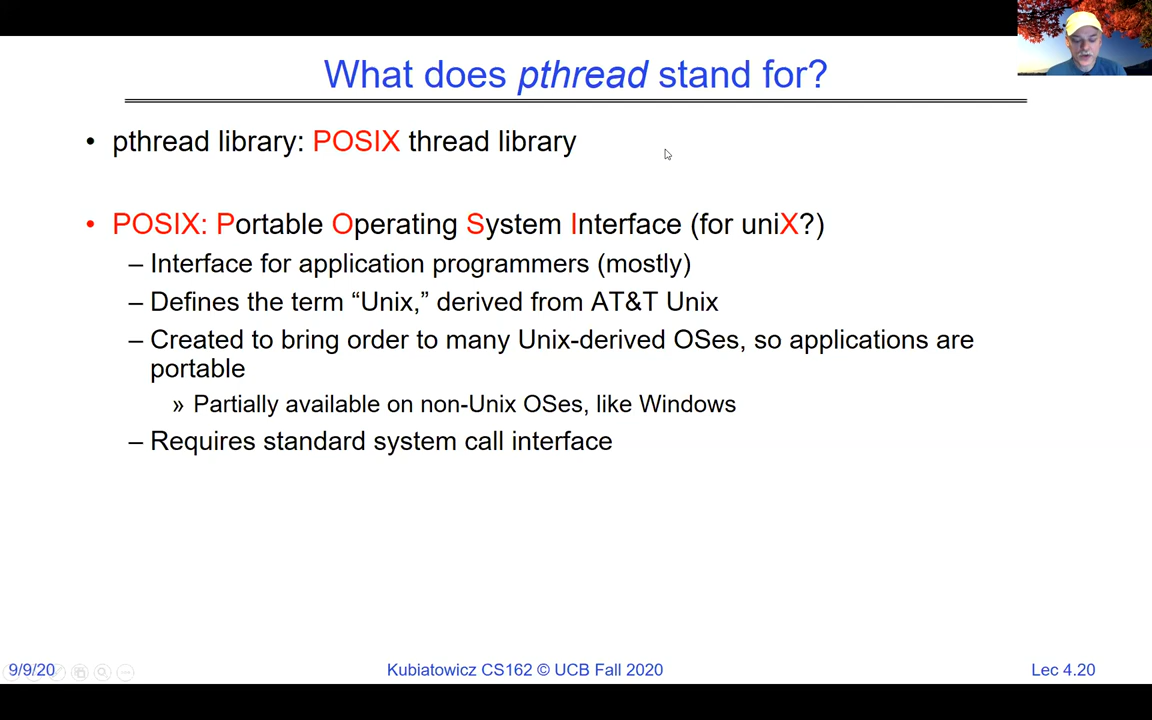 What does pthread stand for?
• pthread library: POSIX thread library
• POSIX: Portable Operating System Interface (for uniX?)
– Interface for application programmers (mostly)
– Defines the term “Unix,” derived from AT&T Unix
– Created to bring order to many Unix-derived OSes, so applications are
portable
» Partially available on non-Unix OSes, like Windows
– Requires standard system call interface
9/9/20
Kubiatowicz CS162 © UCB Fall 2020
Lec 4.20